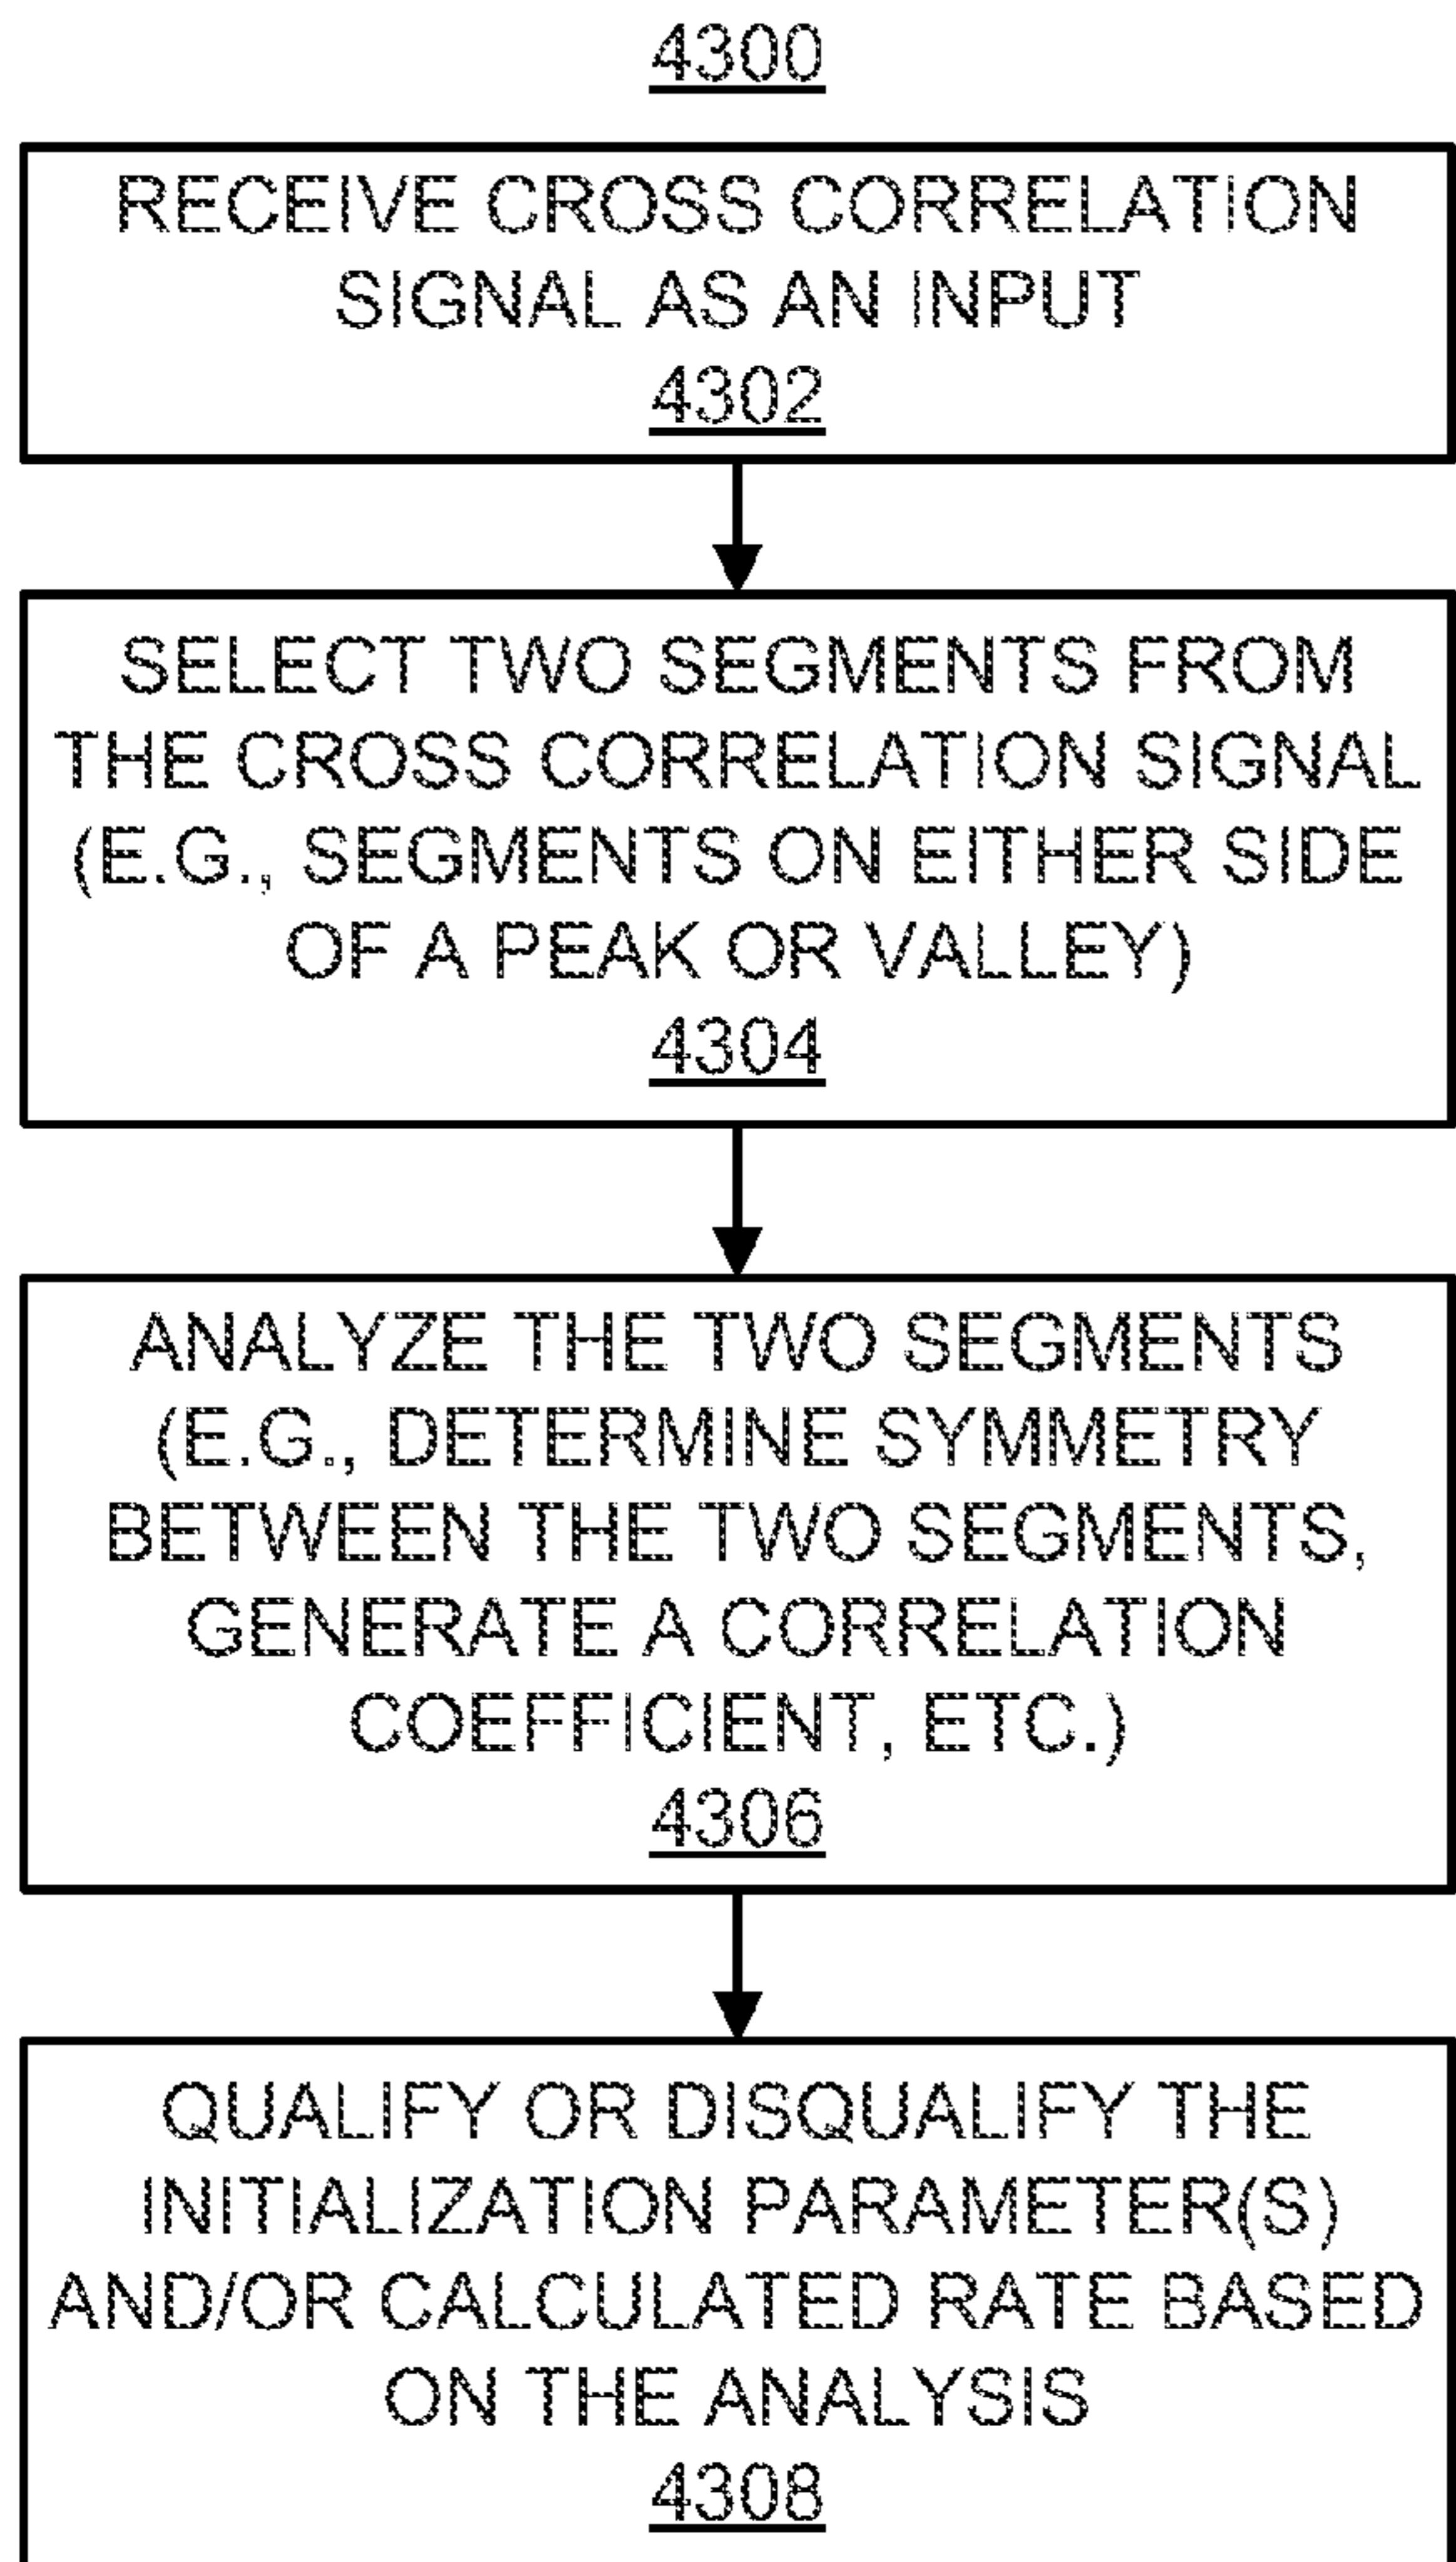 4300
RECEIVE CROSS CORRELATION
SIGNAL AS AN INPUT
4302
SELECT TWO SEGMENTS FROM
THE CROSS CORRELATION SIGNAL
(E.G., SEGMENTS ON EITHER SIDE
OF A PEAK OR VALLEY)
4304
ANALYZE THE TWO SEGMENTS
(E.G., DETERMINE SYMMETRY
BETWEEN THE TWO SEGMENTS,
GENERATE A CORRELATION
COEFFICIENT, ETC.)
4306
QUALIFY OR DISQUALIFY THE
INITIALIZATION PARAMETER(S)
AND/OR CALCULATED RATE BASED
ON THE ANALYSIS
4308